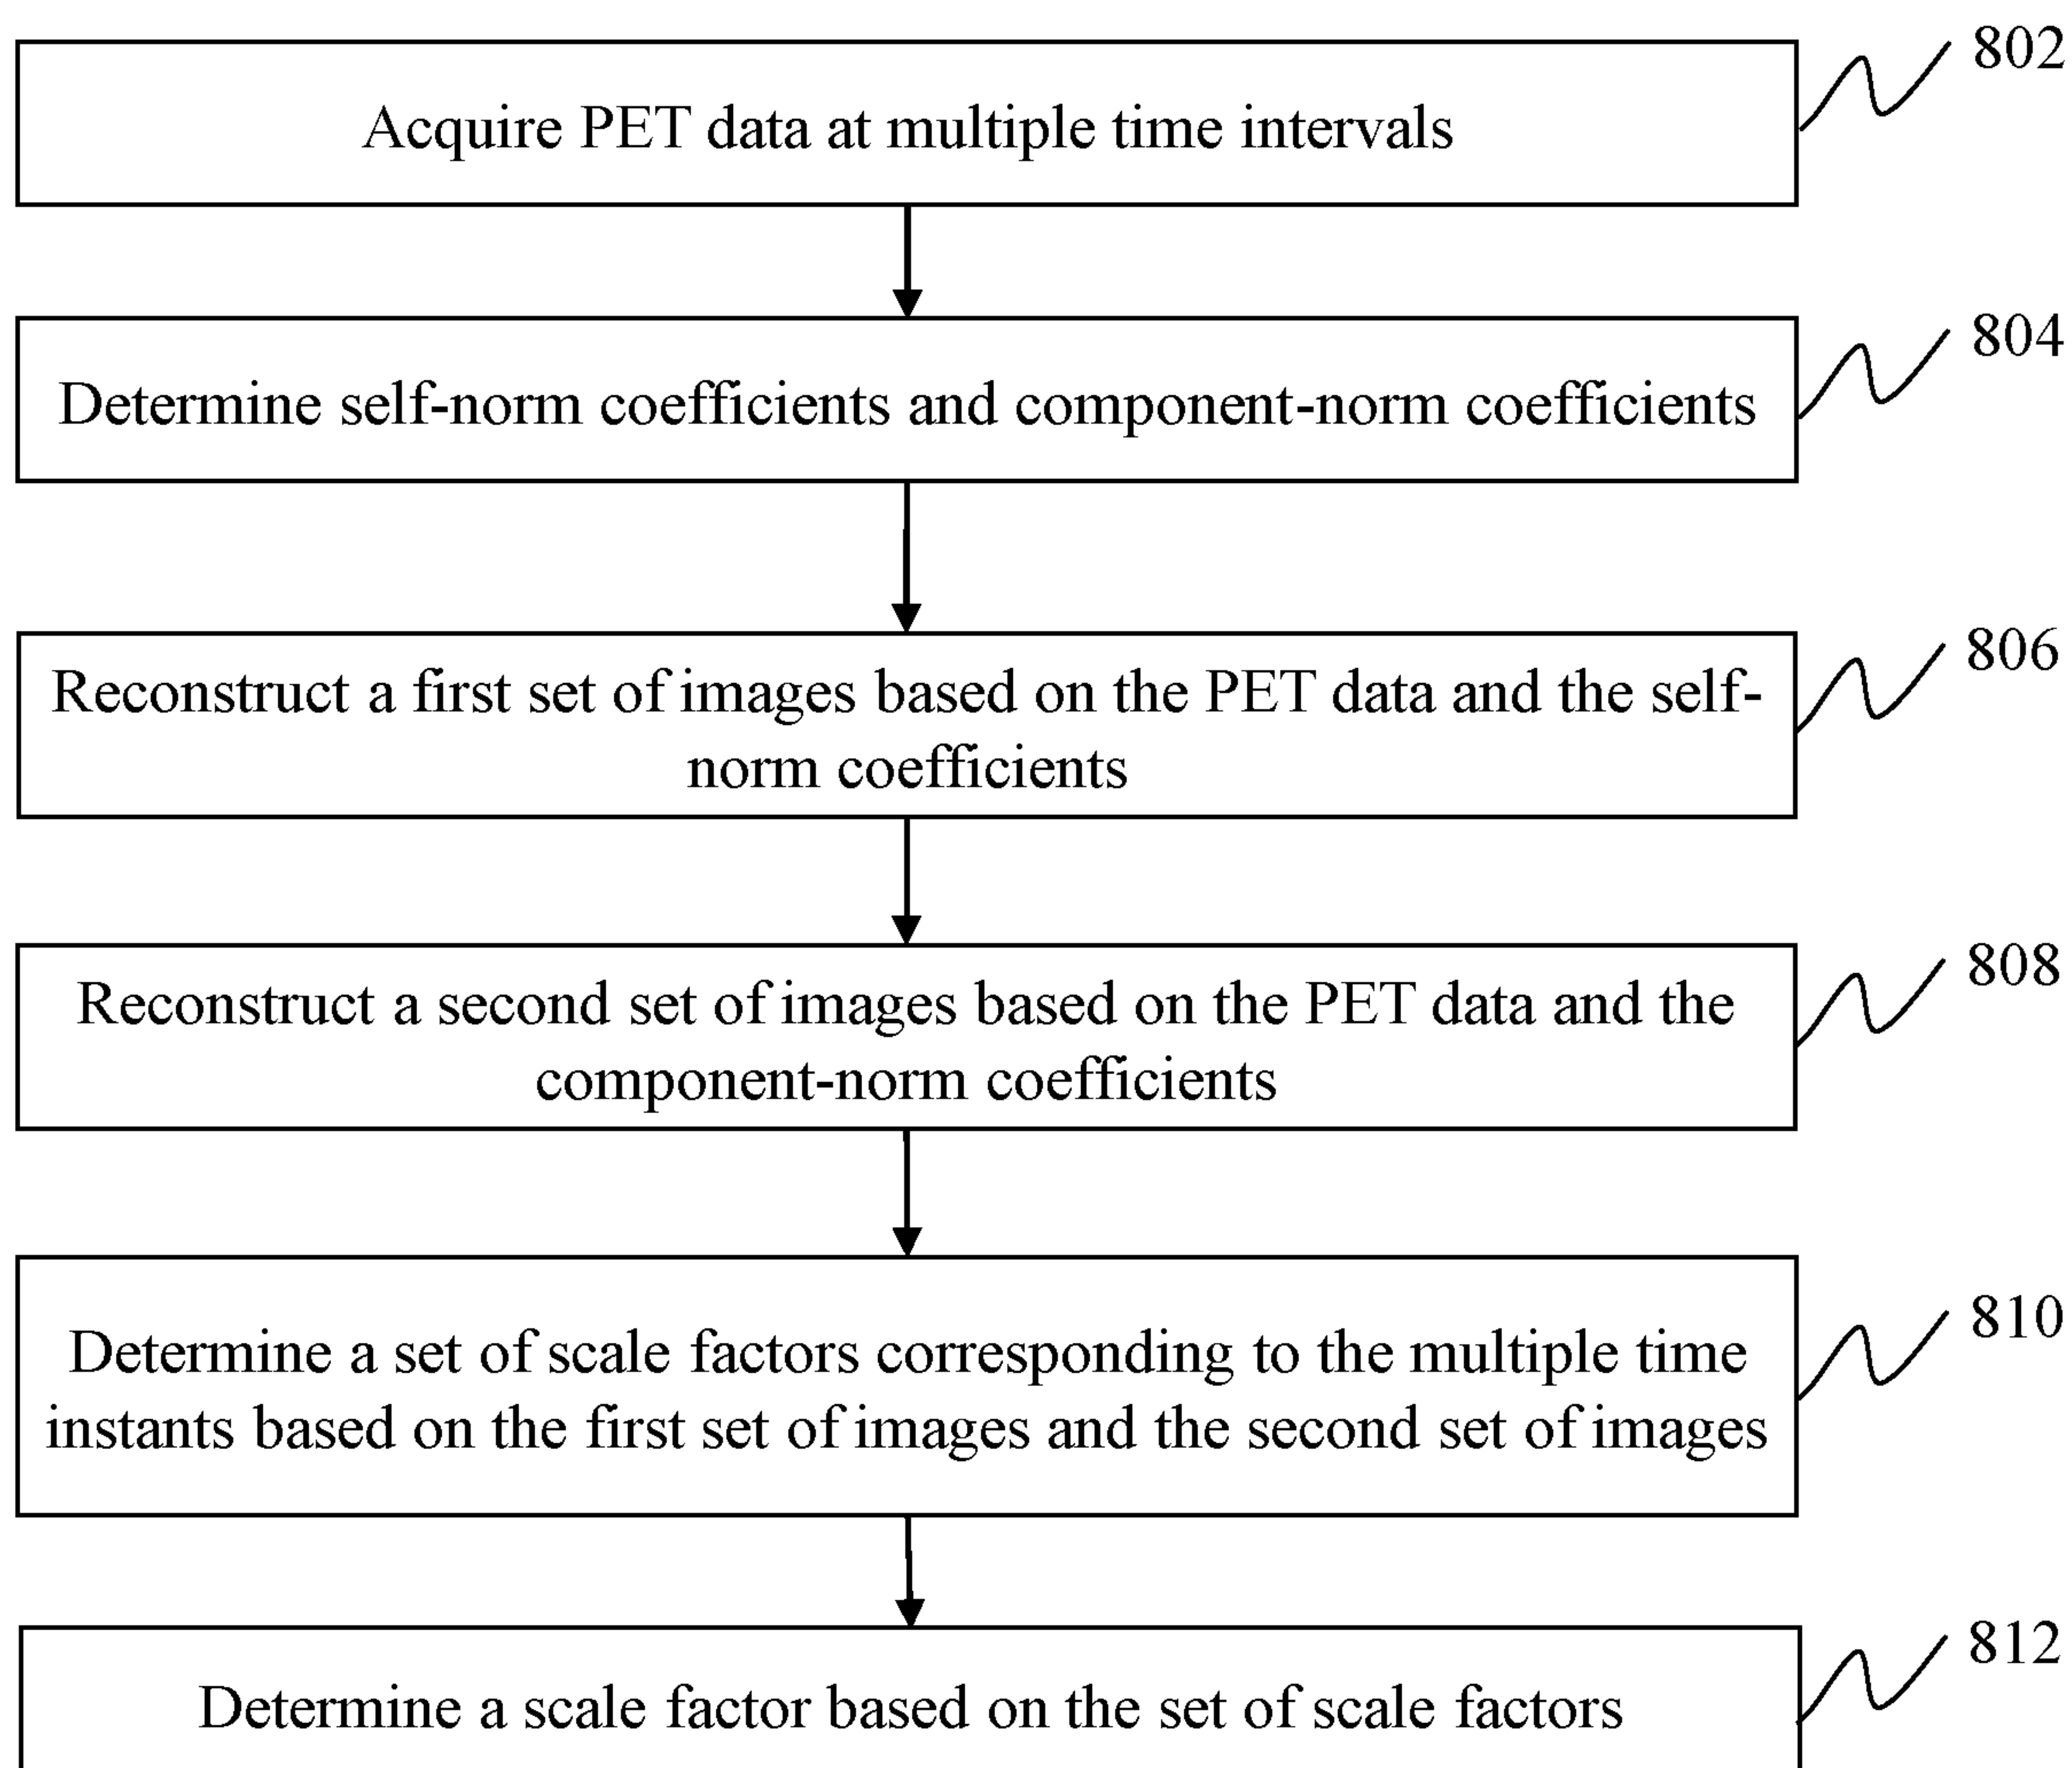 802
Acquire PET data at multiple time intervals
804
Determine self-norm coefficients and component-norm coefficients
806
Reconstruct a first set of images based on the PET data and the self-
norm coefficients
808
Reconstruct a second set of images based on the PET data and the
component-norm coefficients
810
Determine a set of scale factors corresponding to the multiple time
instants based on the first set of images and the second set of images
812
Determine a scale factor based on the set of scale factors